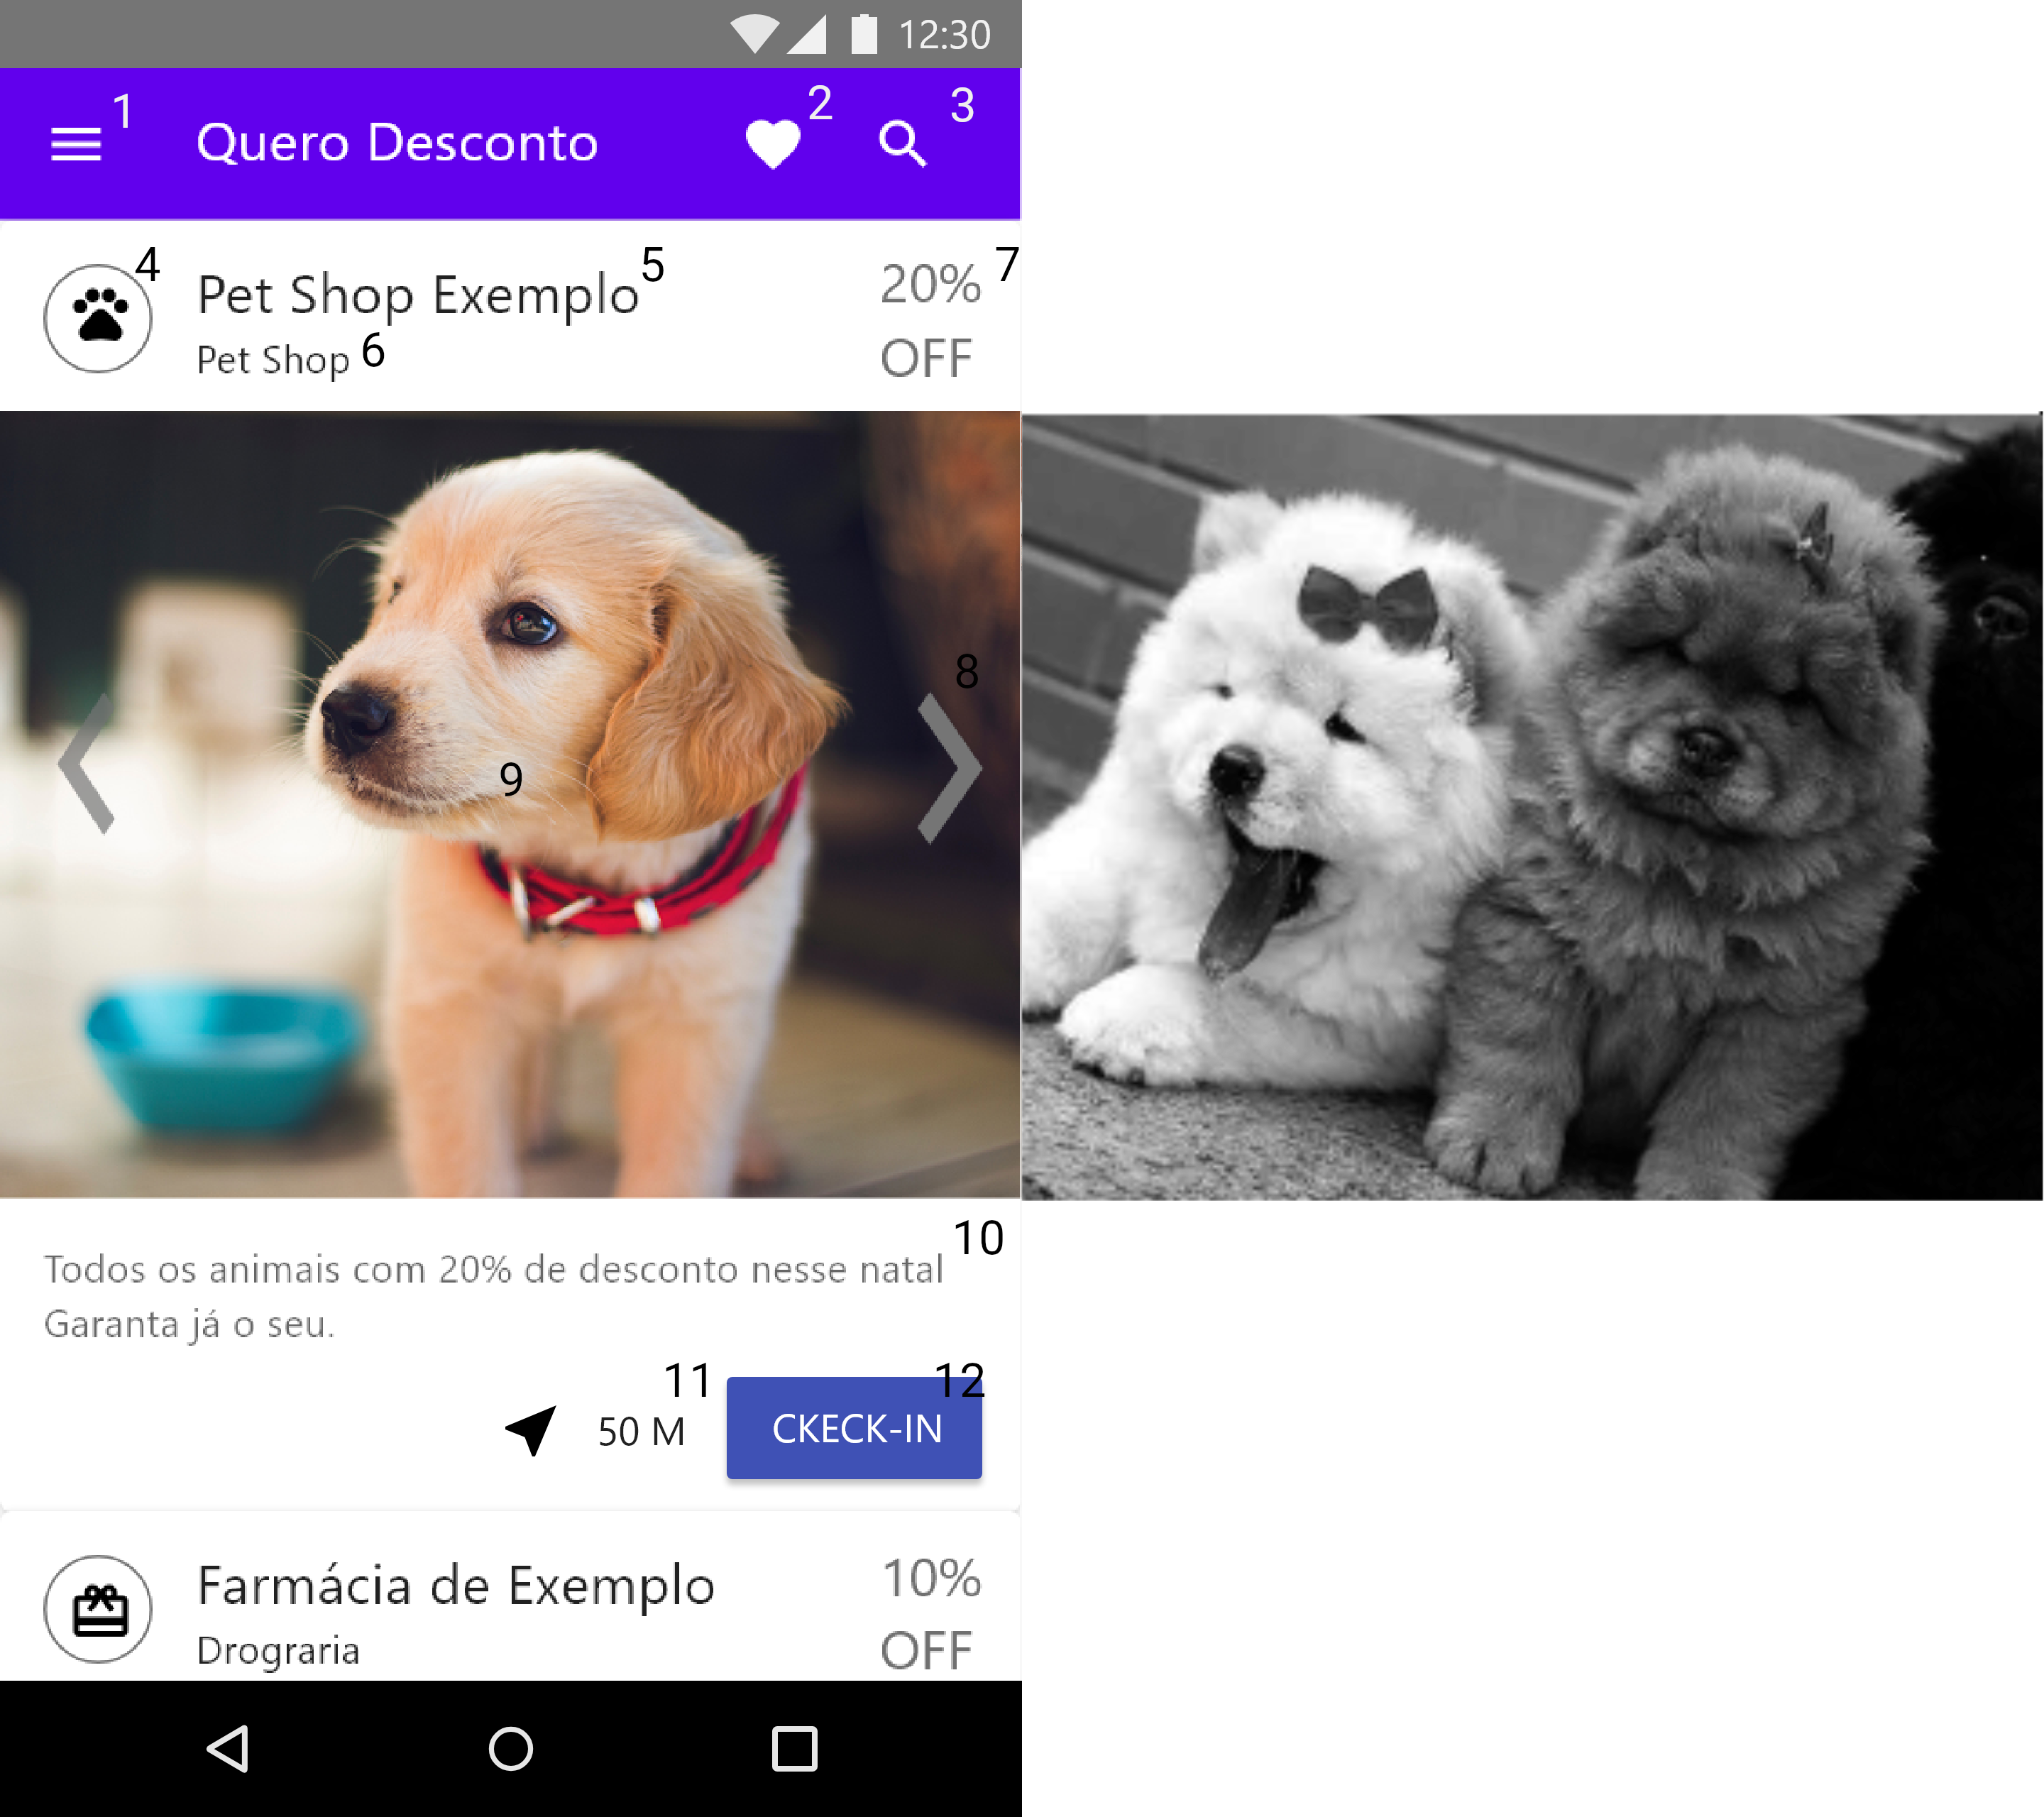 12:30
1
Quero Desconto
2
3
4
Pet Shop Exemplo
5
20%
7
Pet Shop
6
OFF
8
9
10
Todos os animais com 20% de desconto nesse natal
Garanta já o seu.
11
12
50 M
CKECK-IN
Farmácia de Exemplo
10%
Drograria
OFF